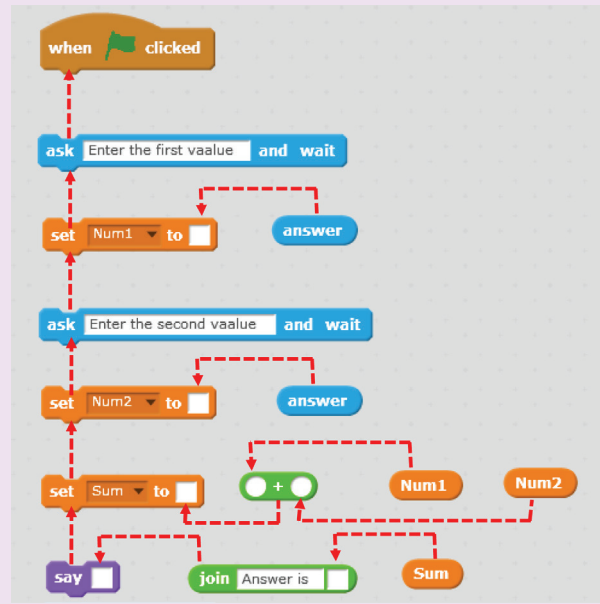 when clicked
ask Enter the first vaalue and wait
set Num1 to answer
ask Enter the second vaalue and wait
set Num2 to answer
set Sum to + Num1 Num2
say join Answer is Sum